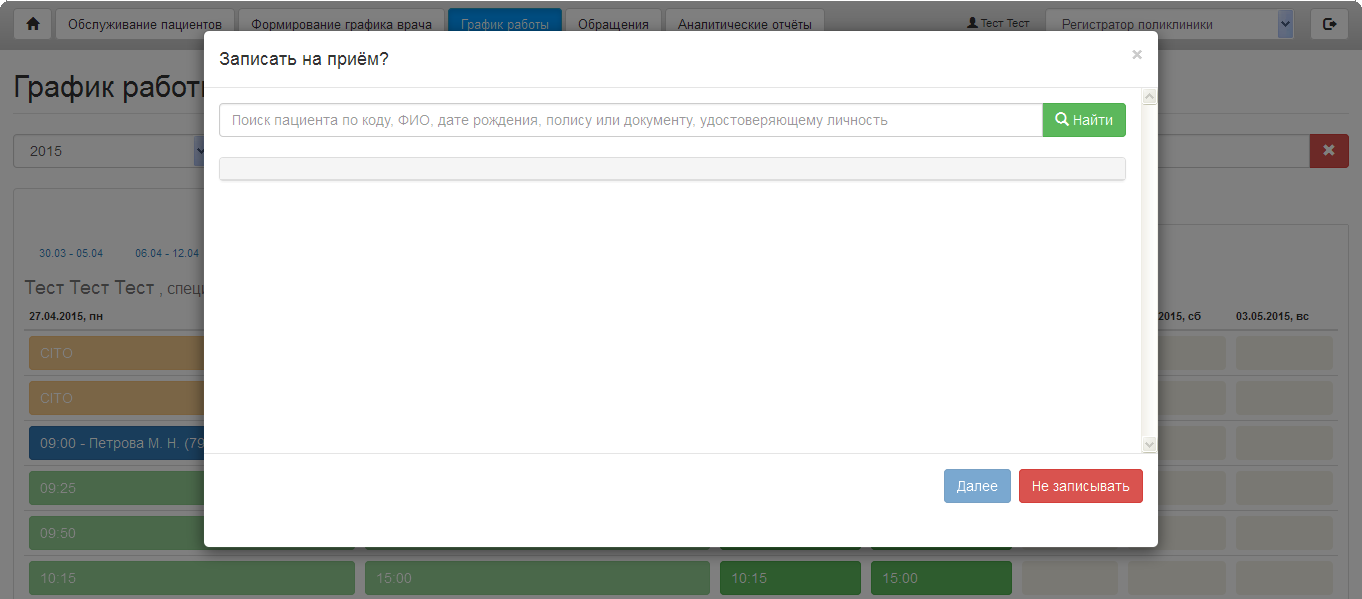 Обслуживание пациентов
Формирование графика врача
График работы
Обращения
Аналитические отчёты
Тест Тест
Регистратор поликлиники
Записать на приём?
×
График работы
Поиск пациента по коду, ФИО, дате рождения, полису или документу, удостоверяющему личность
Найти
2015
30.03 - 05.04
06.04 - 12.04
Тест Тест Тест , специ
27.04.2015, пн
2015, сб
03.05.2015, вс
CITO
CITO
09:00 - Петрова М. Н. (79
09:25
Далее
Не записывать
09:50
10:15
15:00
10:15
15:00